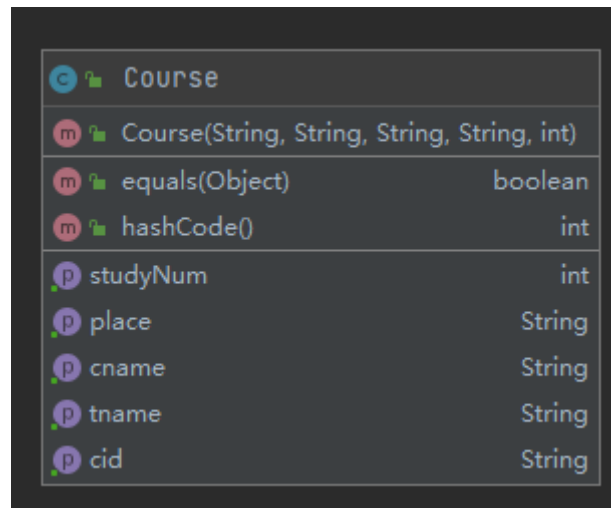 Course
Course(String, String, String, String, int)
equals(Object) boolean
hashCode() int
studyNum int
place String
cname String
tname String
cid String